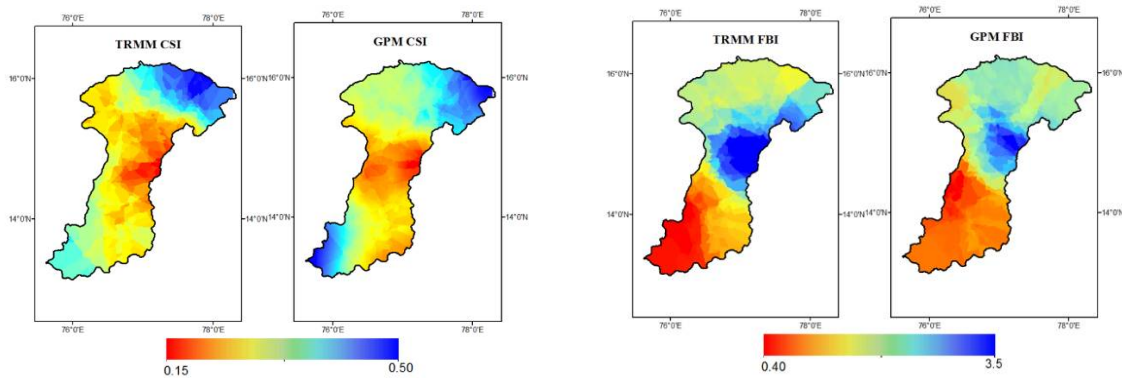 76°0'E 78°0'E 76°0'E 78°0'E 76°0'E 78°0'E 76°0'E 78°0'E
TRMM CSI GPM CSI TRMM FBI GPM FBI
16°0'N 16°0'N 16°0'N 16°0'N 16°0'N
14°0'N 14°0'N 14°0'N 14°0'N 14°0'N 14°0'N
76°0'E 78°0'E 76°0'E 78°0'E 76°0'E 78°0'E 76°0'E 78°0'E
0.15 0.50 0.40 3.5